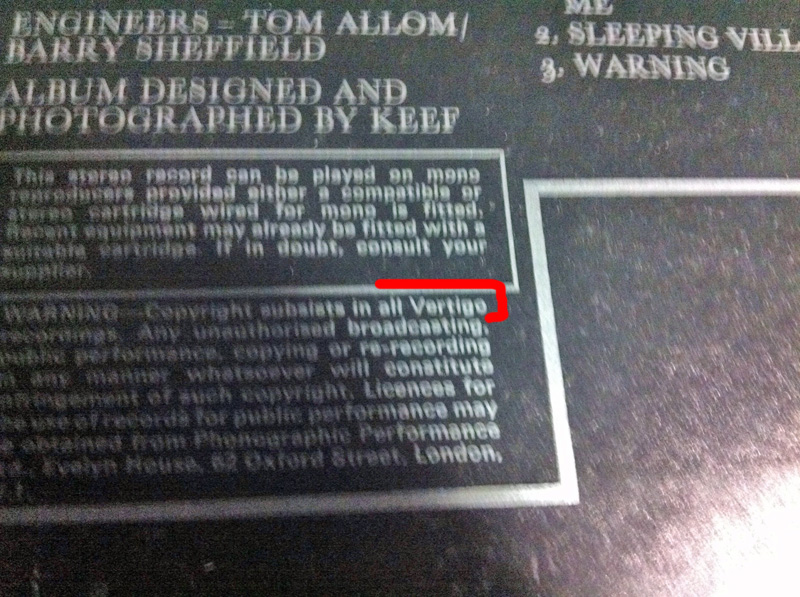 ENGINEERS – TOM ALLOM/
BARRY SHEFFIELD
ALBUM DESIGNED AND
PHOTOGRAPHED BY KEEF
ME
2. SLEEPING VILL
3. WARNING
This stereo record can be played on mono
reproducers provided either a compatible or
stereo cartridge wired for mono is fitted.
Recent equipment may already be fitted with a
suitable cartridge. If in doubt, consult your
supplier.
WARNING—Copyright subsists in all Vertigo
recordings. Any unauthorised broadcasting,
public performance, copying or re-recording
in any manner whatsoever will constitute
infringement of such copyright. Licences for
the use of records for public performance may
obtained from Phonographic Performance
Ltd. Evelyn House, 62 Oxford Street, London,